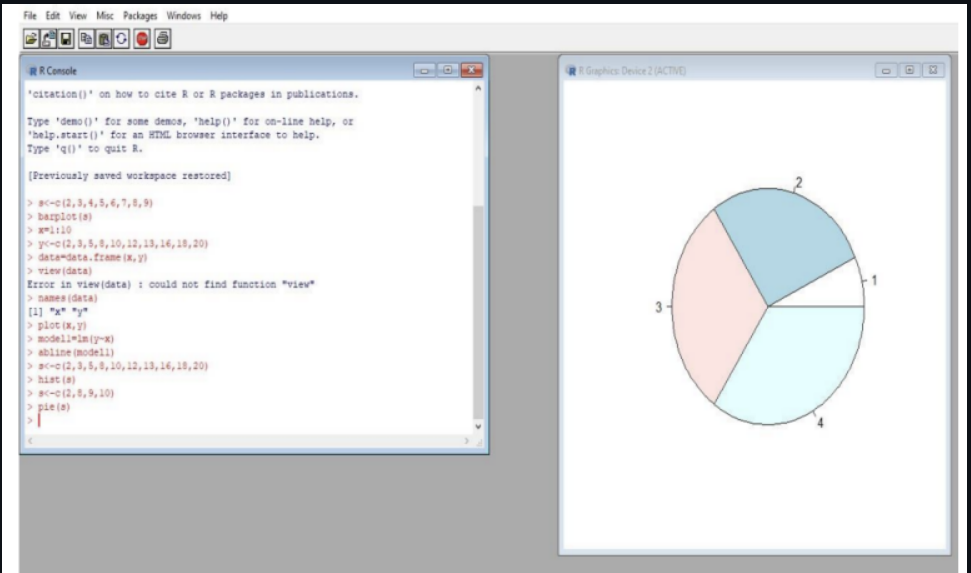 File Edit View Misc Packages Windows Help
R Console
'citation()' on how to cite R or R packages in publications.
Type 'demo()' for some demos, 'help()' for on-line help, or
'help.start()' for an HTML browser interface to help.
Type 'q()' to quit R.
[Previously saved workspace restored]
> s<-c(2,3,4,5,6,7,8,9)
> barplot(s)
> x=1:10
> y<-c(2,3,5,8,10,12,13,16,18,20)
> data=data.frame(x,y)
> view(data)
Error in view(data) : could not find function "view"
> names(data)
[1] "x" "y"
> plot(x,y)
> model1=lm(y~x)
> abline(model1)
> s<-c(2,3,5,8,10,12,13,16,18,20)
> hist(s)
> s<-c(2,8,9,10)
> pie(s)
>
R Graphics: Device 2 (ACTIVE)
2
1
3
4